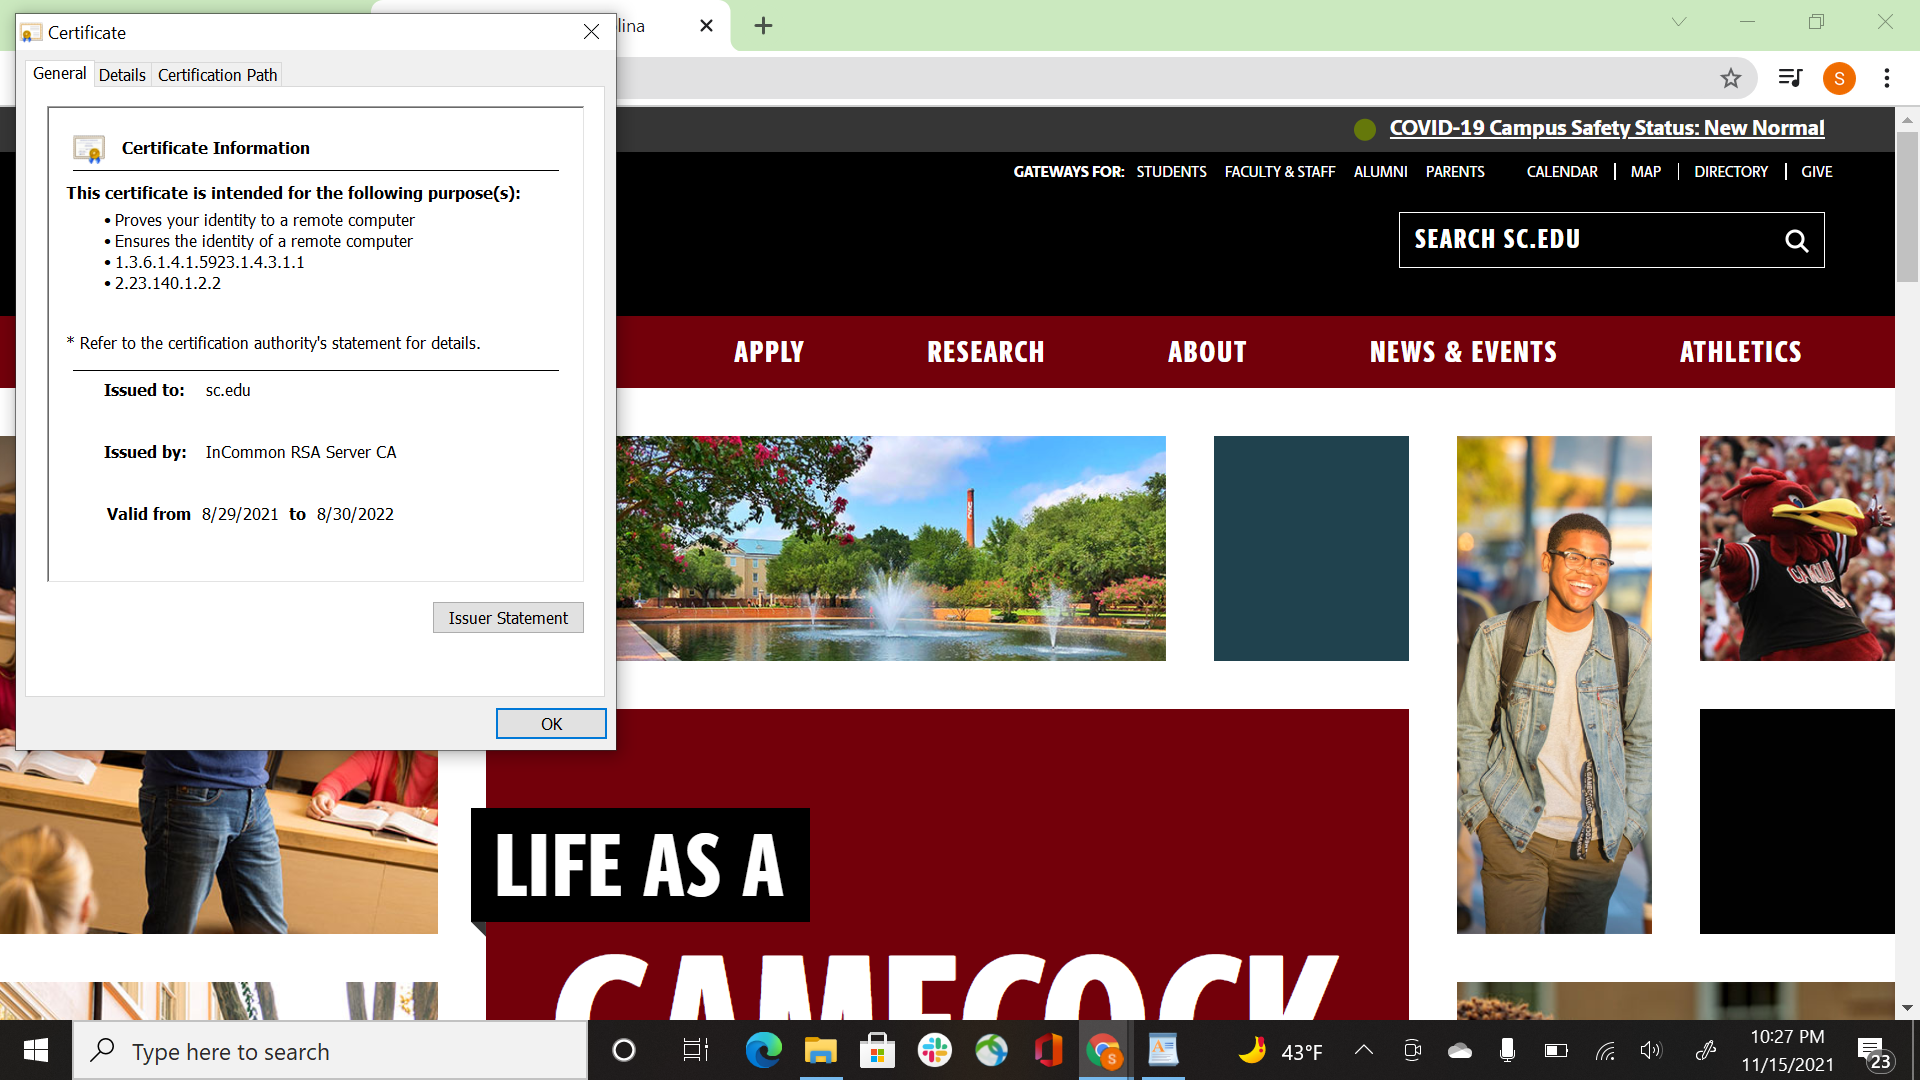 Certificate
lina
General
Details
Certification Path
Certificate Information
This certificate is intended for the following purpose(s):
• Proves your identity to a remote computer
• Ensures the identity of a remote computer
• 1.3.6.1.4.1.5923.1.4.3.1.1
• 2.23.140.1.2.2
* Refer to the certification authority's statement for details.
Issued to: sc.edu
Issued by: InCommon RSA Server CA
Valid from 8/29/2021 to 8/30/2022
Issuer Statement
OK
S
COVID-19 Campus Safety Status: New Normal
GATEWAYS FOR: STUDENTS FACULTY & STAFF ALUMNI PARENTS CALENDAR MAP DIRECTORY GIVE
SEARCH SC.EDU
APPLY RESEARCH ABOUT NEWS & EVENTS ATHLETICS
LIFE AS A
GAMECOCK
Type here to search
S
43°F
10:27 PM
11/15/2021
23